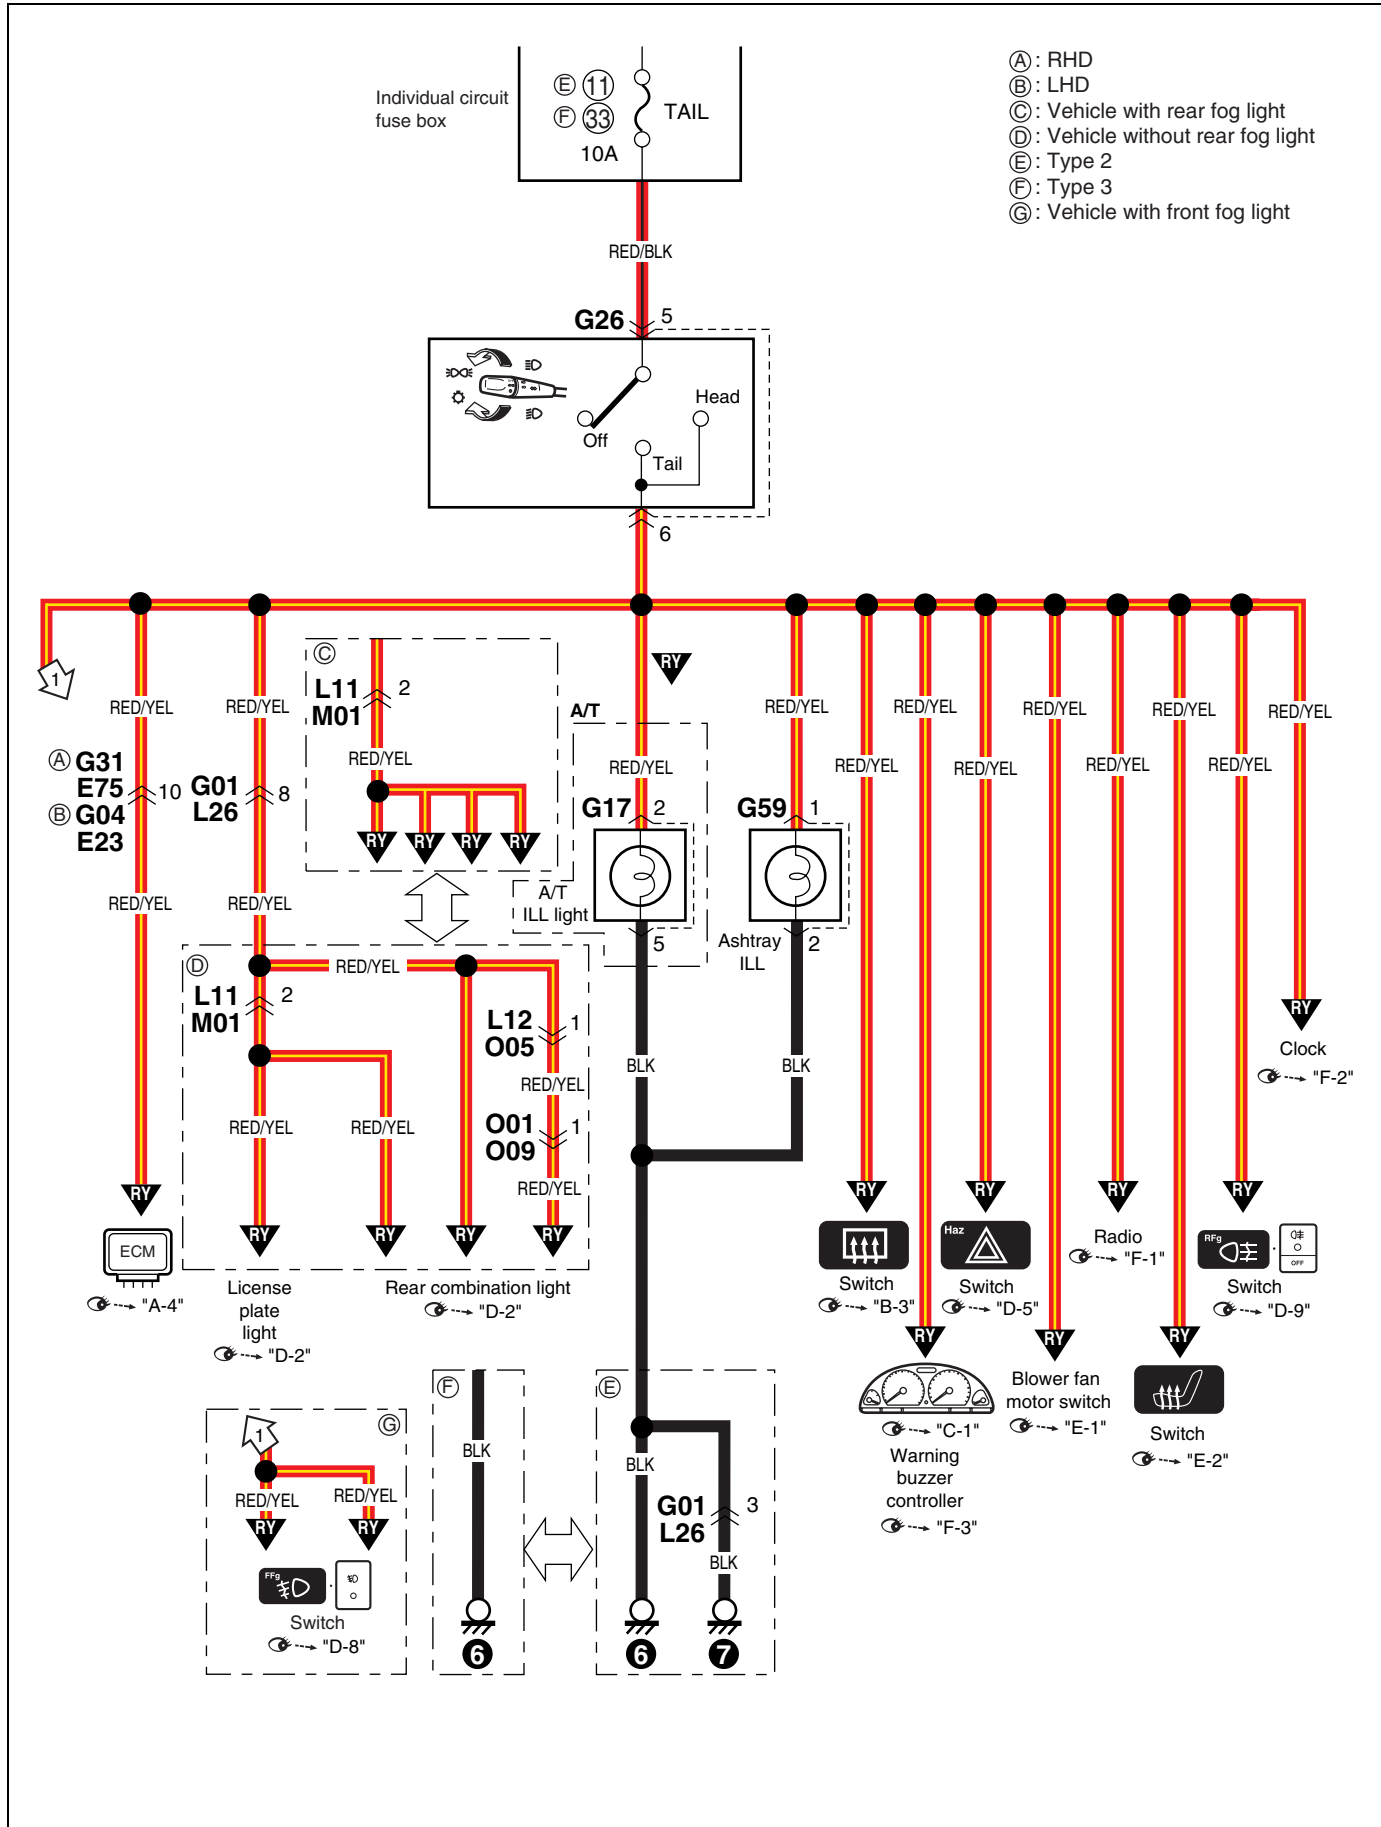 Individual circuit
fuse box
E 11
F 33
10A
TAIL
A : RHD
B : LHD
C : Vehicle with rear fog light
D : Vehicle without rear fog light
E : Type 2
F : Type 3
G : Vehicle with front fog light
RED/BLK
G26 5
Head
Off
Tail
6
1
C
L11 2
M01
RED/YEL
RY RY RY RY
RY
A/T
RED/YEL
RED/YEL
RED/YEL
RED/YEL
RED/YEL
RED/YEL
RED/YEL
RED/YEL
RED/YEL
RED/YEL
RED/YEL
RED/YEL
A G31
E75 10
B G04
E23
G01 8
L26
G17 2
G59 1
A/T
ILL light
5
Ashtray
ILL
2
RED/YEL
RED/YEL
D
RED/YEL
L11 2
M01
L12 1
O05
RED/YEL
O01 1
O09
RED/YEL
RED/YEL
RED/YEL
BLK
BLK
RY
Clock
"F-2"
RY
ECM
"A-4"
RY RY RY RY
License
plate
light
"D-2"
Rear combination light
"D-2"
RY
Switch
"B-3"
RY
Haz
Switch
"D-5"
RY
Radio
"F-1"
RY
RFg
OFF
Switch
"D-9"
RY
"C-1"
Warning
buzzer
controller
"F-3"
RY
Blower fan
motor switch
"E-1"
RY
Switch
"E-2"
G
1
RED/YEL
RED/YEL
RY RY
FFg
Switch
"D-8"
F
BLK
6
E
BLK
G01 3
L26
BLK
6
7